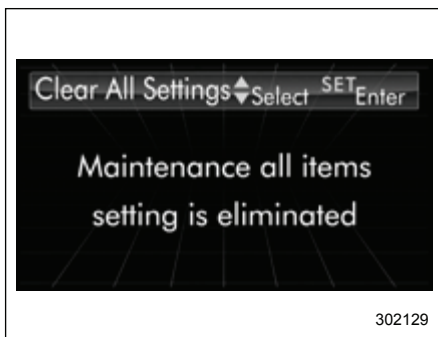 Clear All Settings Select SET Enter
Maintenance all items
setting is eliminated
302129